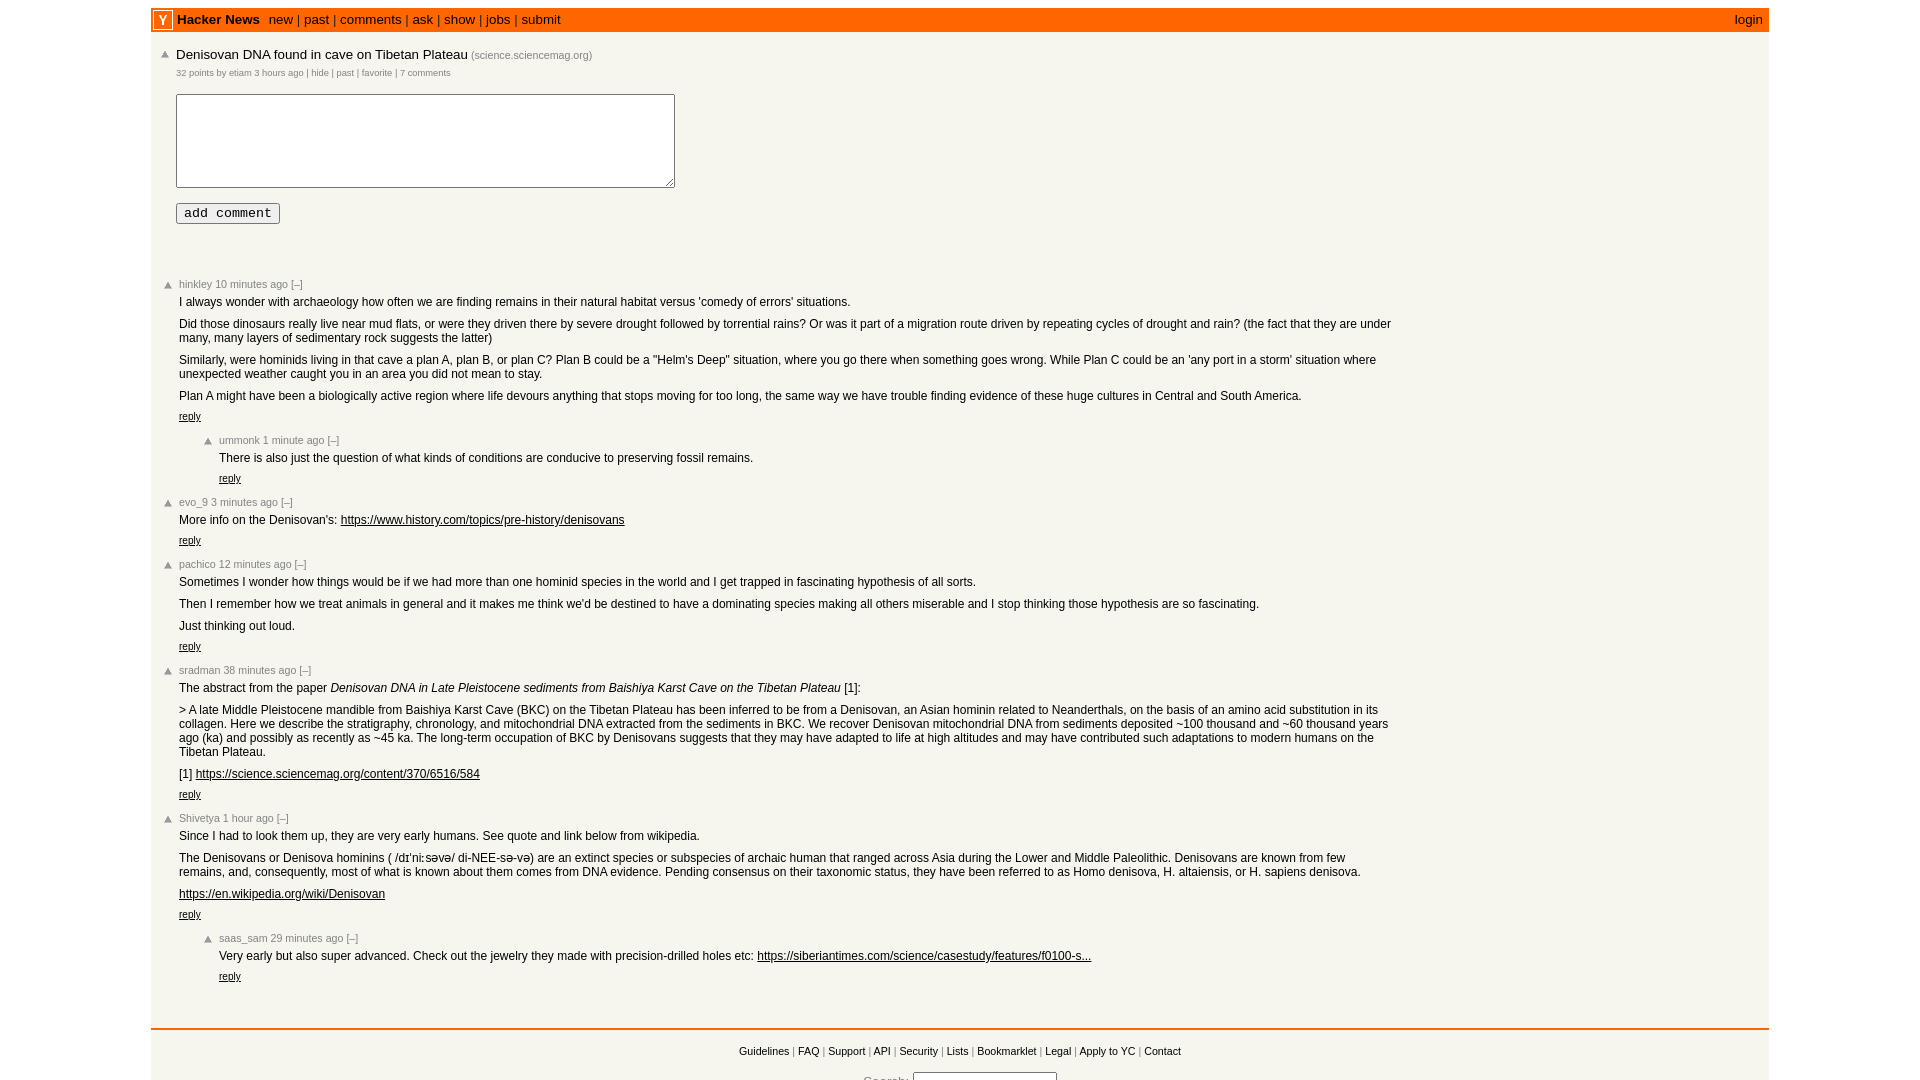 Y Hacker News new | past | comments | ask | show | jobs | submit login
Denisovan DNA found in cave on Tibetan Plateau (science.sciencemag.org)
32 points by etiam 3 hours ago | hide | past | favorite | 7 comments
add comment
hinkley 10 minutes ago [–]
I always wonder with archaeology how often we are finding remains in their natural habitat versus 'comedy of errors' situations.
Did those dinosaurs really live near mud flats, or were they driven there by severe drought followed by torrential rains? Or was it part of a migration route driven by repeating cycles of drought and rain? (the fact that they are under
many, many layers of sedimentary rock suggests the latter)
Similarly, were hominids living in that cave a plan A, plan B, or plan C? Plan B could be a "Helm's Deep" situation, where you go there when something goes wrong. While Plan C could be an 'any port in a storm' situation where
unexpected weather caught you in an area you did not mean to stay.
Plan A might have been a biologically active region where life devours anything that stops moving for too long, the same way we have trouble finding evidence of these huge cultures in Central and South America.
reply
ummonk 1 minute ago [–]
There is also just the question of what kinds of conditions are conducive to preserving fossil remains.
reply
evo_9 3 minutes ago [–]
More info on the Denisovan's: https://www.history.com/topics/pre-history/denisovans
reply
pachico 12 minutes ago [–]
Sometimes I wonder how things would be if we had more than one hominid species in the world and I get trapped in fascinating hypothesis of all sorts.
Then I remember how we treat animals in general and it makes me think we'd be destined to have a dominating species making all others miserable and I stop thinking those hypothesis are so fascinating.
Just thinking out loud.
reply
sradman 38 minutes ago [–]
The abstract from the paper Denisovan DNA in Late Pleistocene sediments from Baishiya Karst Cave on the Tibetan Plateau [1]:
> A late Middle Pleistocene mandible from Baishiya Karst Cave (BKC) on the Tibetan Plateau has been inferred to be from a Denisovan, an Asian hominin related to Neanderthals, on the basis of an amino acid substitution in its
collagen. Here we describe the stratigraphy, chronology, and mitochondrial DNA extracted from the sediments in BKC. We recover Denisovan mitochondrial DNA from sediments deposited ~100 thousand and ~60 thousand years
ago (ka) and possibly as recently as ~45 ka. The long-term occupation of BKC by Denisovans suggests that they may have adapted to life at high altitudes and may have contributed such adaptations to modern humans on the
Tibetan Plateau.
[1] https://science.sciencemag.org/content/370/6516/584
reply
Shivetya 1 hour ago [–]
Since I had to look them up, they are very early humans. See quote and link below from wikipedia.
The Denisovans or Denisova hominins ( /dɪˈniːsəvə/ di-NEE-sə-və) are an extinct species or subspecies of archaic human that ranged across Asia during the Lower and Middle Paleolithic. Denisovans are known from few
remains, and, consequently, most of what is known about them comes from DNA evidence. Pending consensus on their taxonomic status, they have been referred to as Homo denisova, H. altaiensis, or H. sapiens denisova.
https://en.wikipedia.org/wiki/Denisovan
reply
saas_sam 29 minutes ago [–]
Very early but also super advanced. Check out the jewelry they made with precision-drilled holes etc: https://siberiantimes.com/science/casestudy/features/f0100-s...
reply
Guidelines | FAQ | Support | API | Security | Lists | Bookmarklet | Legal | Apply to YC | Contact
Search: